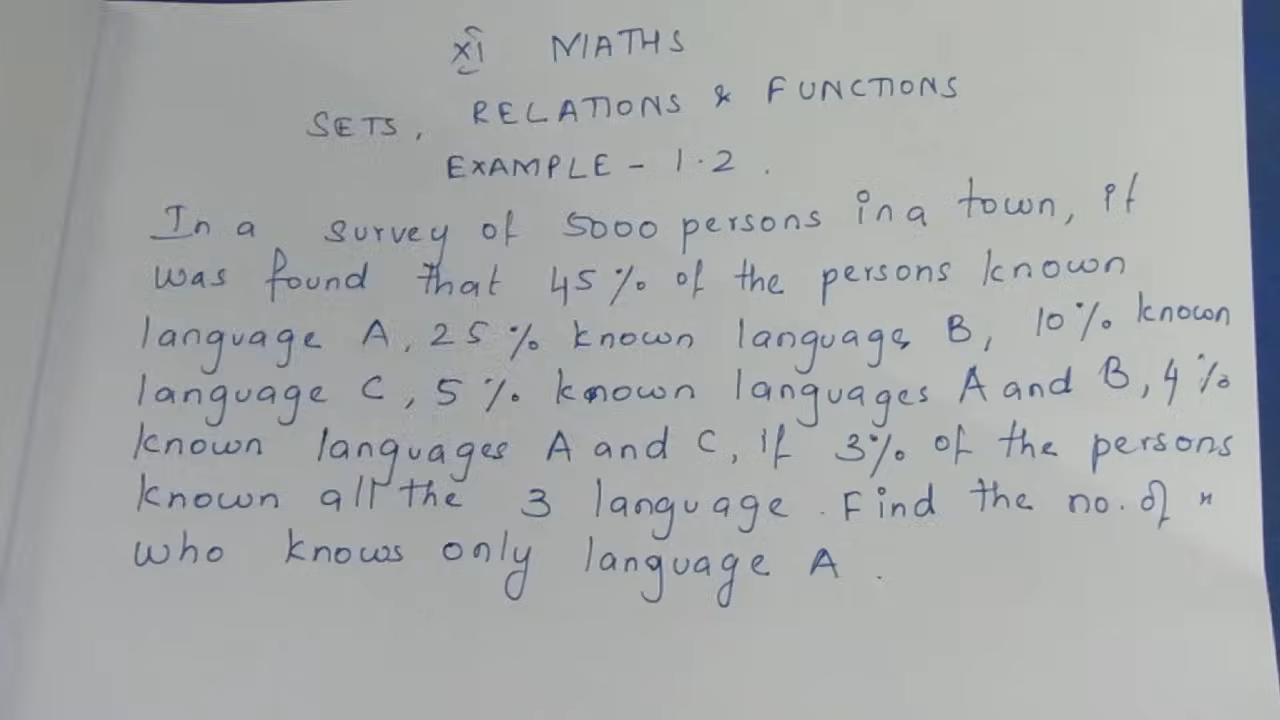 XI MATHS
SETS, RELATIONS & FUNCTIONS
EXAMPLE - 1.2.
In a survey of 5000 persons in a town, it
was found that 45% of the persons known
language A, 25% known language B, 10% known
language C, 5% known languages A and B, 4%
known languages A and C, if 3% of the persons
known all the 3 language. Find the no. of "
who knows only language A.